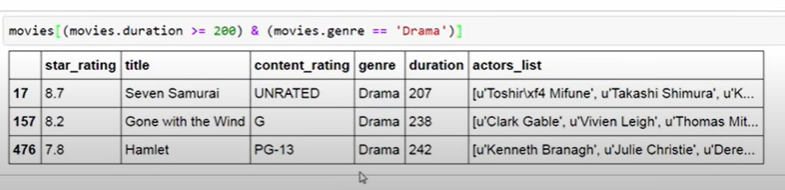 movies[(movies.duration >= 200) & (movies.genre == 'Drama')]
star_rating title content_rating genre duration actors_list
17 8.7 Seven Samurai UNRATED Drama 207 [u'Toshir\xf4 Mifune', u'Takashi Shimura', u'K...
157 8.2 Gone with the Wind G Drama 238 [u'Clark Gable', u'Vivien Leigh', u'Thomas Mit...
476 7.8 Hamlet PG-13 Drama 242 [u'Kenneth Branagh', u'Julie Christie', u'Dere...